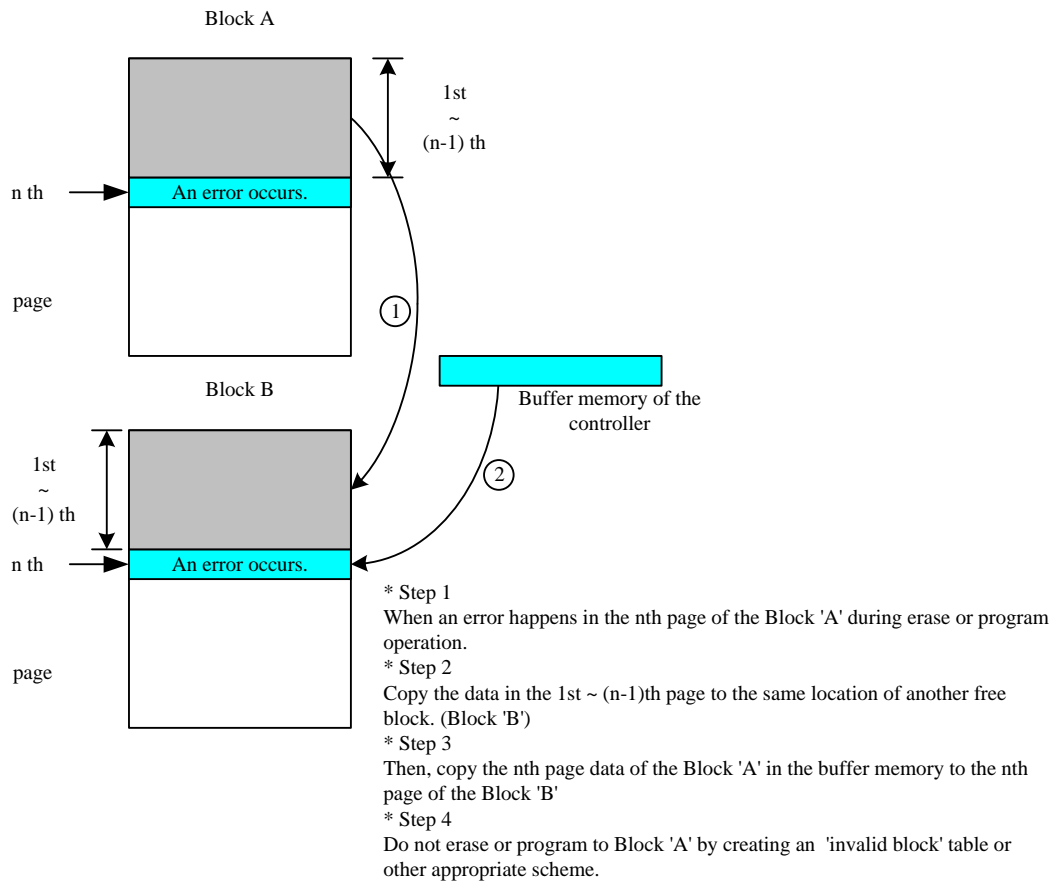 Block A
1st
~
(n-1) th
n th
An error occurs.
page
1
Block B
Buffer memory of the
controller
1st
~
(n-1) th
2
n th
An error occurs.
page
* Step 1
When an error happens in the nth page of the Block 'A' during erase or program
operation.
* Step 2
Copy the data in the 1st ~ (n-1)th page to the same location of another free
block. (Block 'B')
* Step 3
Then, copy the nth page data of the Block 'A' in the buffer memory to the nth
page of the Block 'B'
* Step 4
Do not erase or program to Block 'A' by creating an 'invalid block' table or
other appropriate scheme.